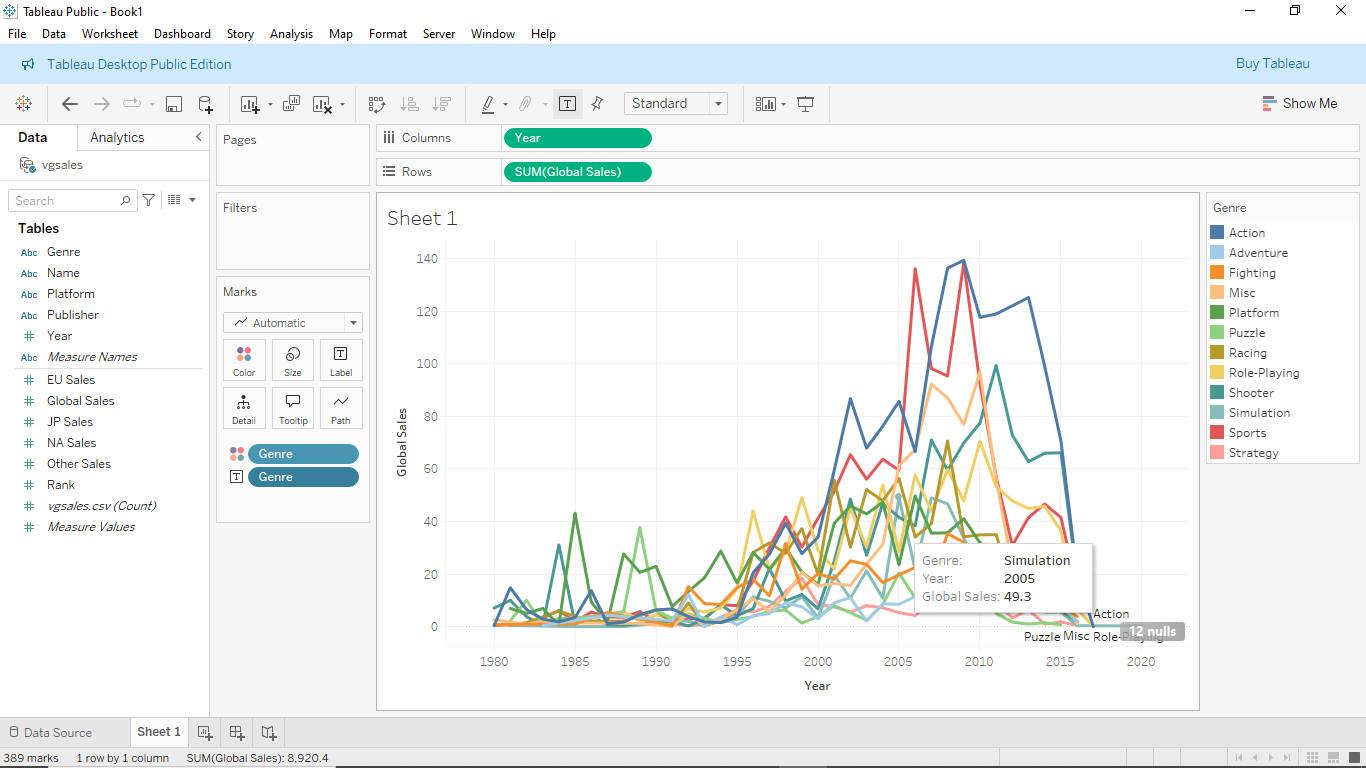 Tableau Public - Book1
File Data Worksheet Dashboard Story Analysis Map Format Server Window Help
Tableau Desktop Public Edition
Buy Tableau
Standard
Show Me
Data
Analytics
vgsales
Search
Tables
Abc Genre
Abc Name
Abc Platform
Abc Publisher
Year
Abc Measure Names
EU Sales
Global Sales
JP Sales
NA Sales
Other Sales
Rank
vgsales.csv (Count)
Measure Values
Pages
Filters
Marks
Automatic
Color Size Label
Detail Tooltip Path
Genre
Genre
Columns
Year
Rows
SUM(Global Sales)
Sheet 1
Global Sales
140
120
100
80
60
40
20
0
1980 1985 1990 1995 2000 2005 2010 2015 2020
Year
Genre: Simulation
Year: 2005
Global Sales: 49.3
Action
Puzzle Misc Role-Playing
12 nulls
Genre
Action
Adventure
Fighting
Misc
Platform
Puzzle
Racing
Role-Playing
Shooter
Simulation
Sports
Strategy
Data Source
Sheet 1
389 marks 1 row by 1 column SUM(Global Sales): 8,920.4